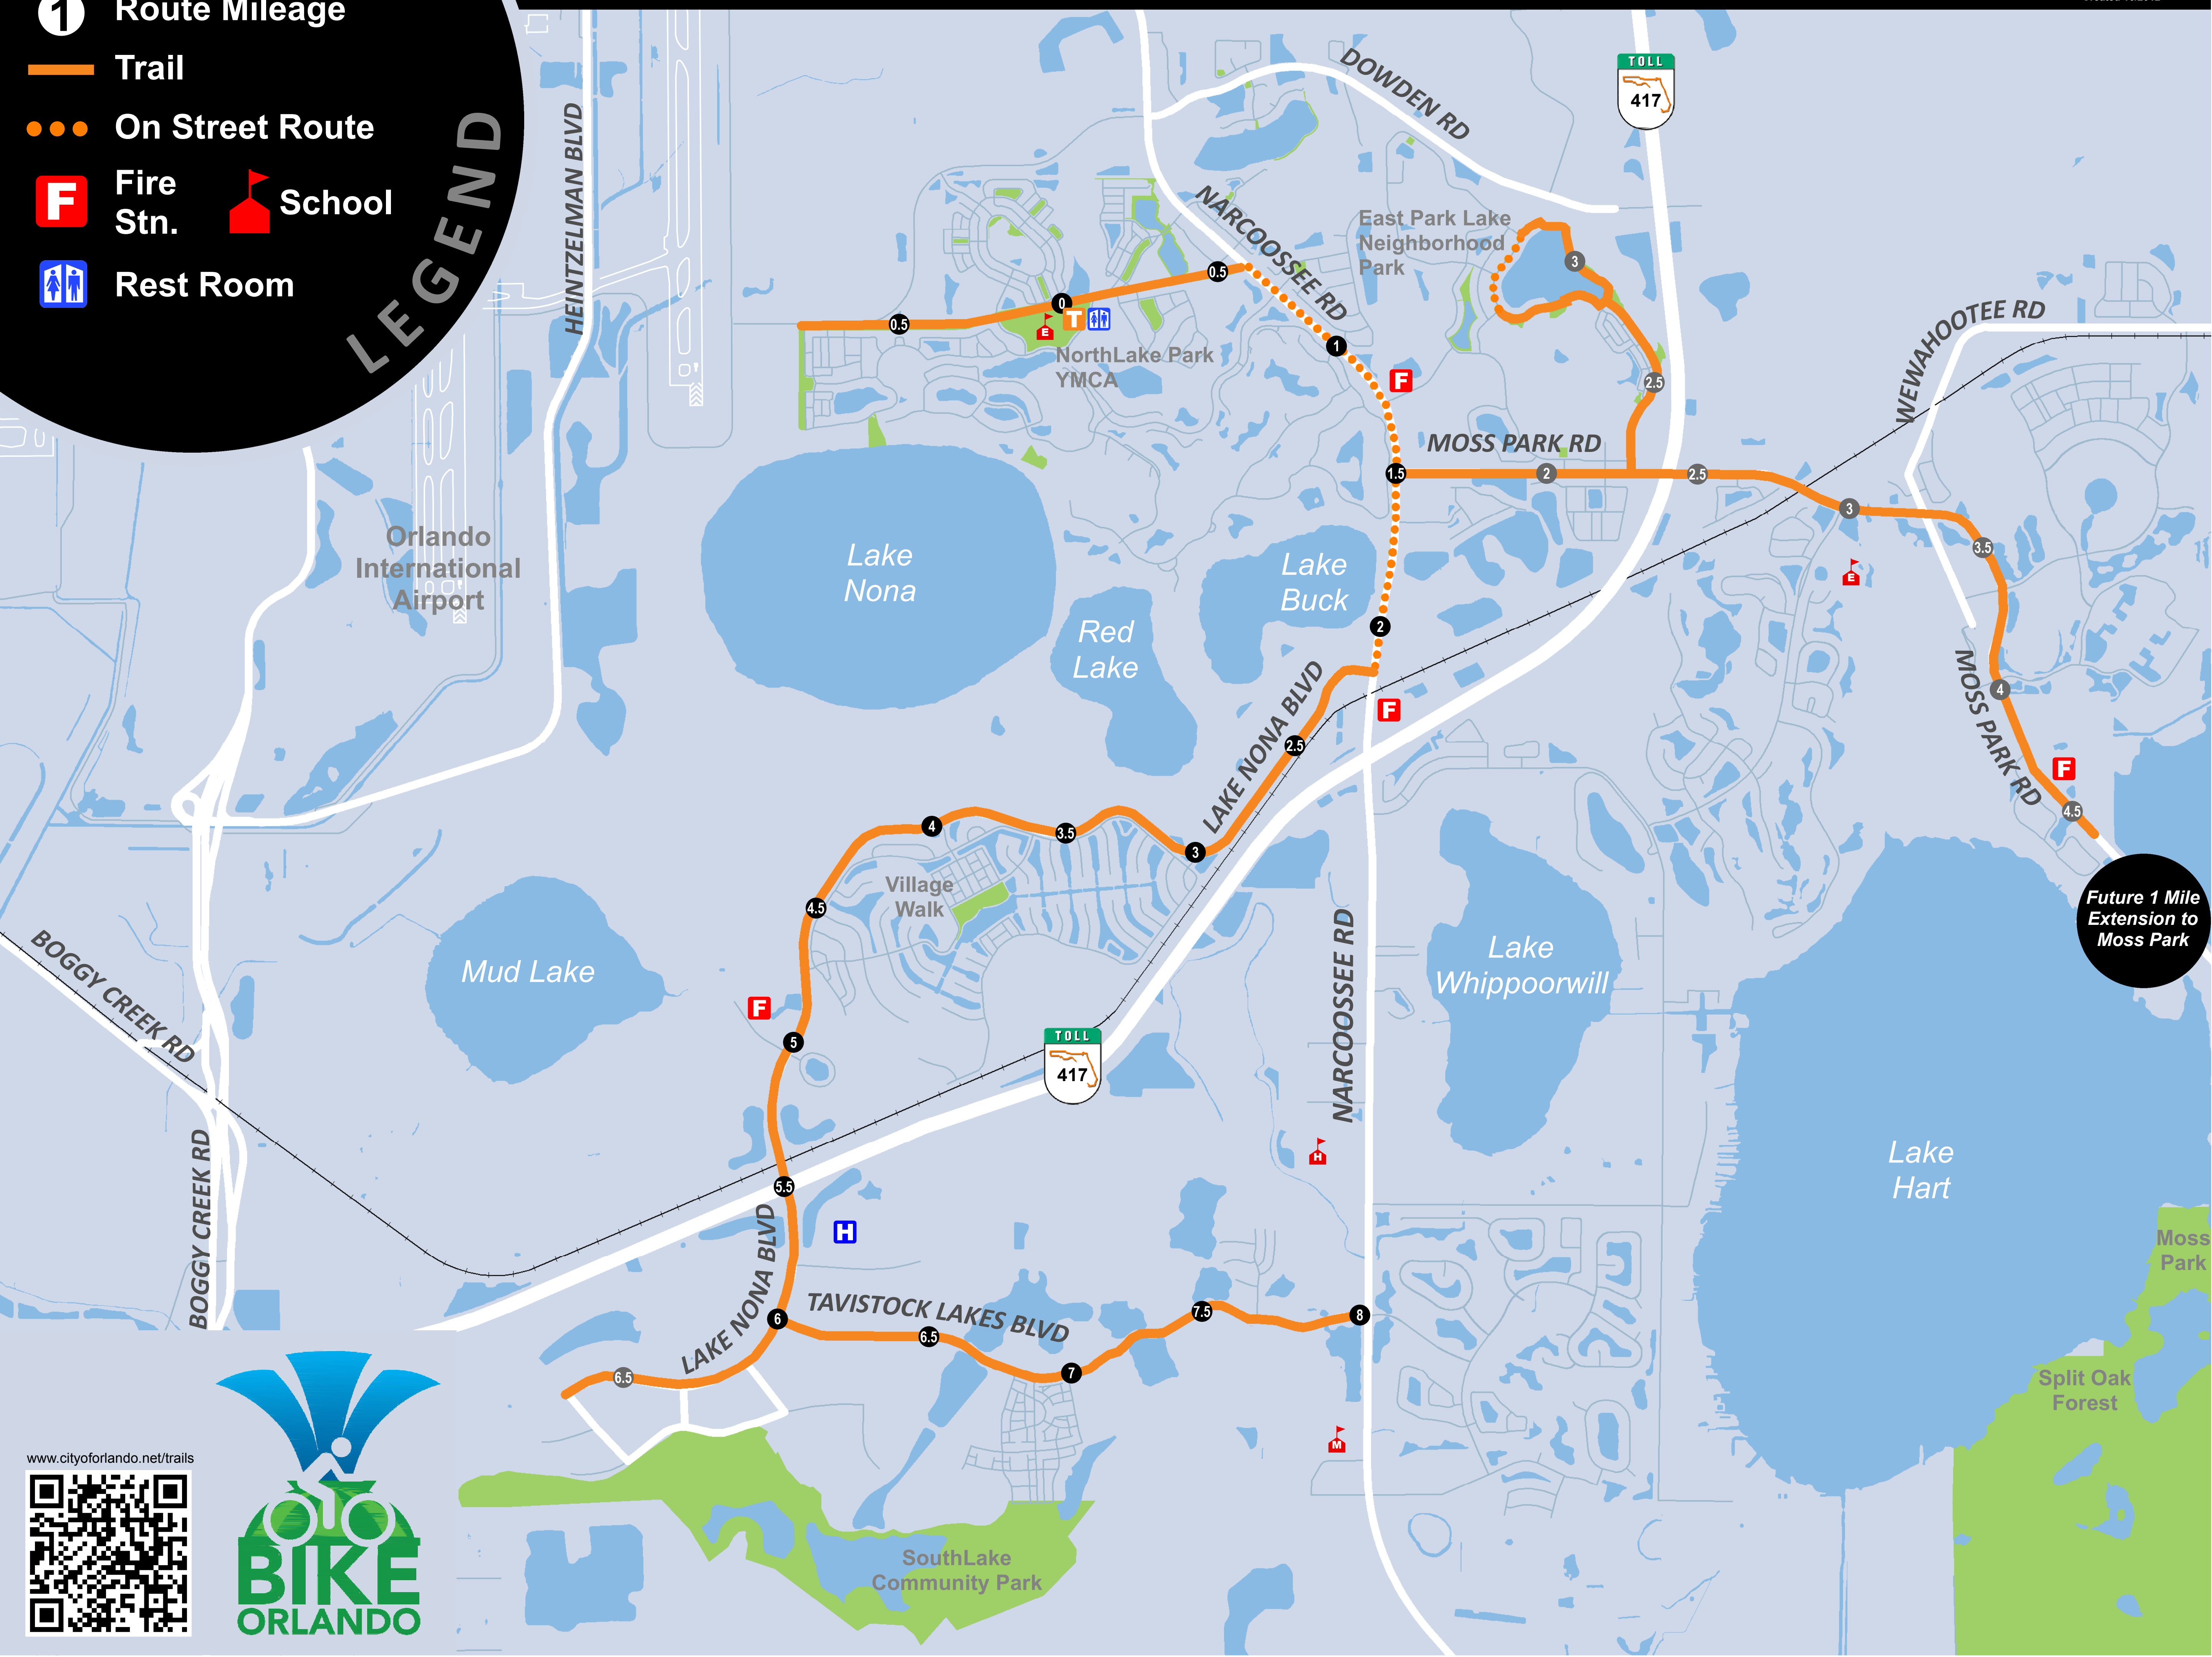 1 Route Mileage
Trail
On Street Route
F Fire
Stn.
School
Rest Room
LEGEND
HEINTZELMAN BLVD
DOWDEN RD
TOLL
417
NARCOOSSEE RD
East Park Lake
Neighborhood
Park
3
0.5
0
0.5
E
T
NorthLake Park
YMCA
1
F
2.5
WEWAHOOTEE RD
MOSS PARK RD
1.5
2
2.5
3
3.5
E
Orlando
International
Airport
Lake
Nona
Lake
Buck
Red
Lake
2
4
MOSS PARK RD
F
4.5
Future 1 Mile
Extension to
Moss Park
F
LAKE NONA BLVD
2.5
3
3.5
4
4.5
Village
Walk
Mud Lake
F
5
BOGGY CREEK RD
BOGGY CREEK RD
TOLL
417
NARCOOSSEE RD
Lake
Whippoorwill
Lake
Hart
H
5.5
H
LAKE NONA BLVD
6
TAVISTOCK LAKES BLVD
6.5
7
7.5
8
6.5
M
Moss
Park
Split Oak
Forest
SouthLake
Community Park
www.cityoforlando.net/trails
BIKE
ORLANDO